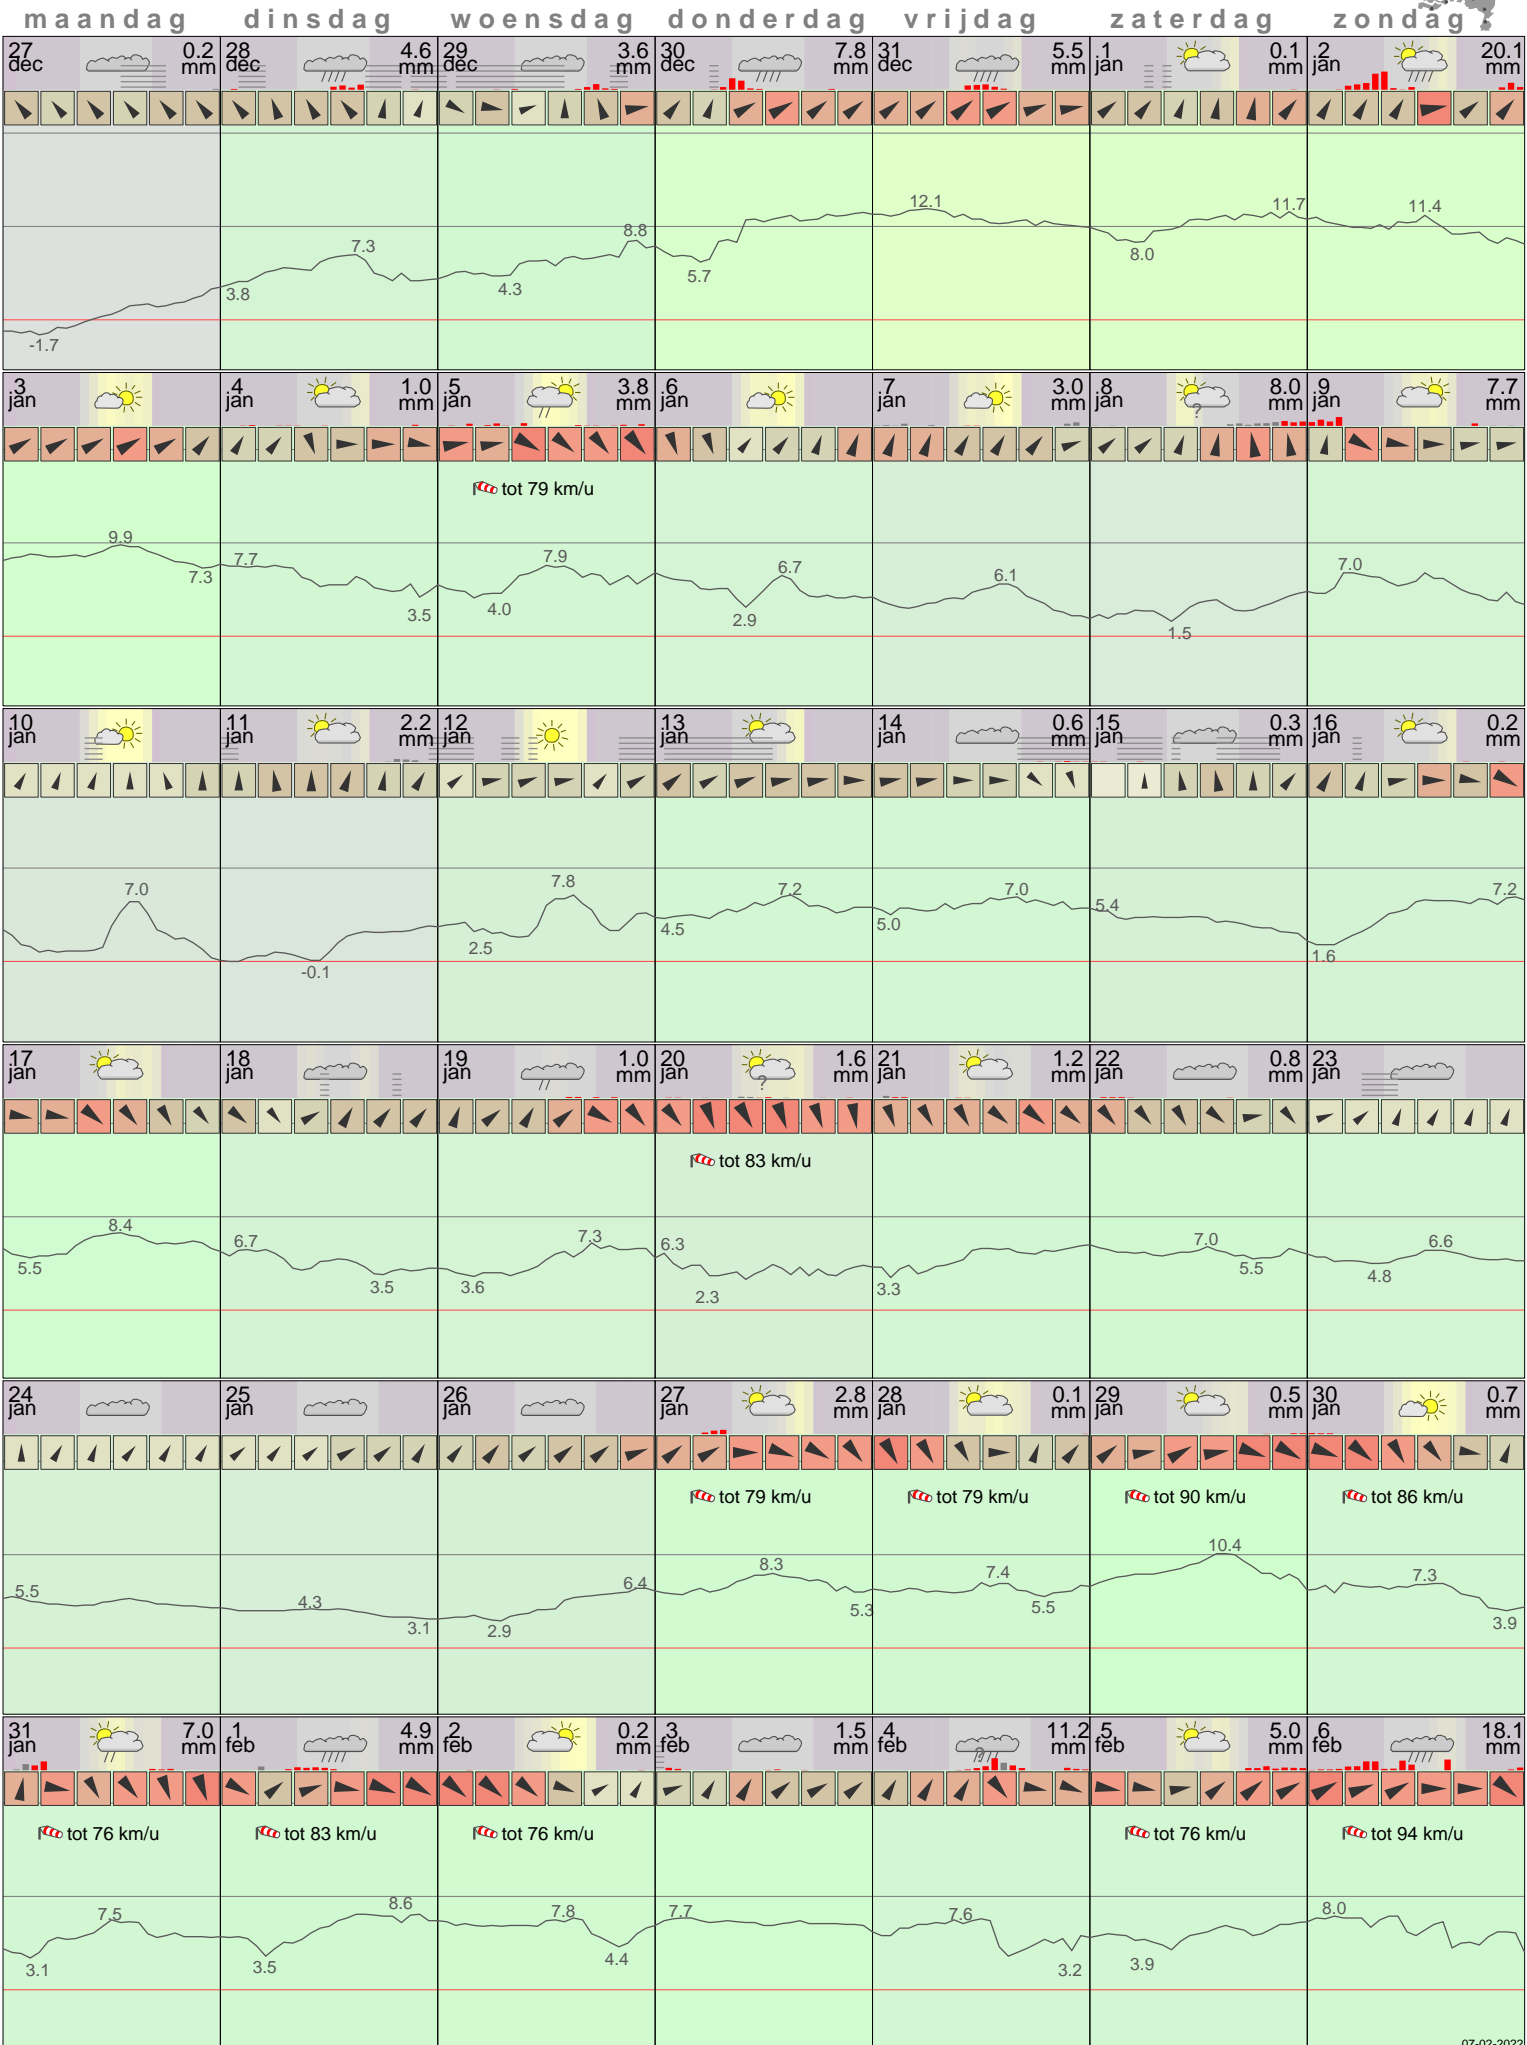 maandag dinsdag woensdag donderdag vrijdag zaterdag zondag
27 dec 0.2 mm 28 dec 4.6 mm 29 dec 3.6 mm 30 dec 7.8 mm 31 dec 5.5 mm 1 jan 0.1 mm 2 jan 20.1 mm
-1.7 3.8 7.3 4.3 8.8 5.7 12.1 8.0 11.7 11.4
3 jan 4 jan 1.0 mm 5 jan 3.8 mm 6 jan 7 jan 3.0 mm 8 jan ? 8.0 mm 9 jan 7.7 mm
tot 79 km/u
9.9 7.3 7.7 3.5 4.0 7.9 2.9 6.7 6.1 1.5 7.0
10 jan 11 jan 2.2 mm 12 jan 13 jan 14 jan 0.6 mm 15 jan 0.3 mm 16 jan 0.2 mm
7.0 -0.1 2.5 7.8 4.5 7.2 5.0 7.0 5.4 1.6 7.2
17 jan 18 jan 19 jan 1.0 mm 20 jan ? 1.6 mm 21 jan 1.2 mm 22 jan 0.8 mm 23 jan
tot 83 km/u
5.5 8.4 6.7 3.5 3.6 7.3 6.3 2.3 3.3 7.0 5.5 4.8 6.6
24 jan 25 jan 26 jan 27 jan 2.8 mm 28 jan 0.1 mm 29 jan 0.5 mm 30 jan 0.7 mm
tot 79 km/u tot 79 km/u tot 90 km/u tot 86 km/u
5.5 4.3 3.1 2.9 6.4 8.3 5.3 7.4 5.5 10.4 7.3 3.9
31 jan 7.0 mm 1 feb 4.9 mm 2 feb 0.2 mm 3 feb 1.5 mm 4 feb ? 11.2 mm 5 feb 5.0 mm 6 feb 18.1 mm
tot 76 km/u tot 83 km/u tot 76 km/u tot 76 km/u tot 94 km/u
3.1 7.5 3.5 8.6 7.8 4.4 7.7 7.6 3.2 3.9 8.0
07-02-2022